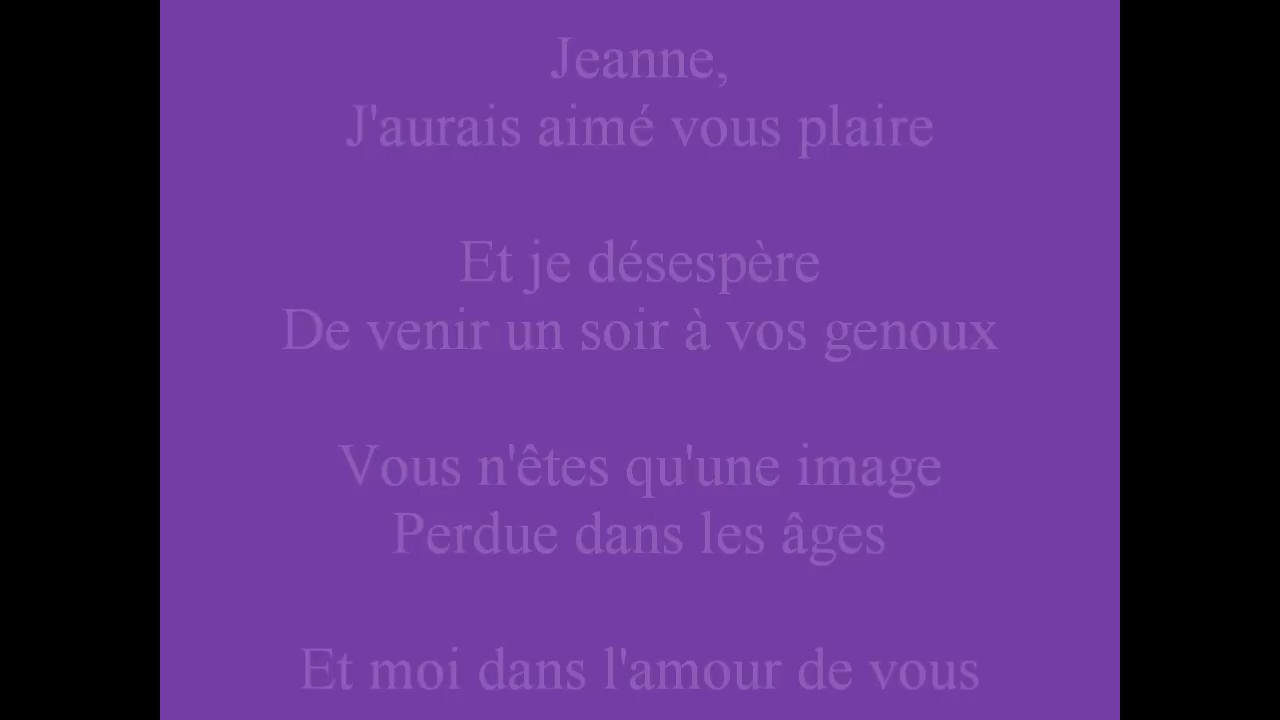 Jeanne,
J'aurais aimé vous plaire
Et je désespère
De venir un soir à vos genoux
Vous n'êtes qu'une image
Perdue dans les âges
Et moi dans l'amour de vous